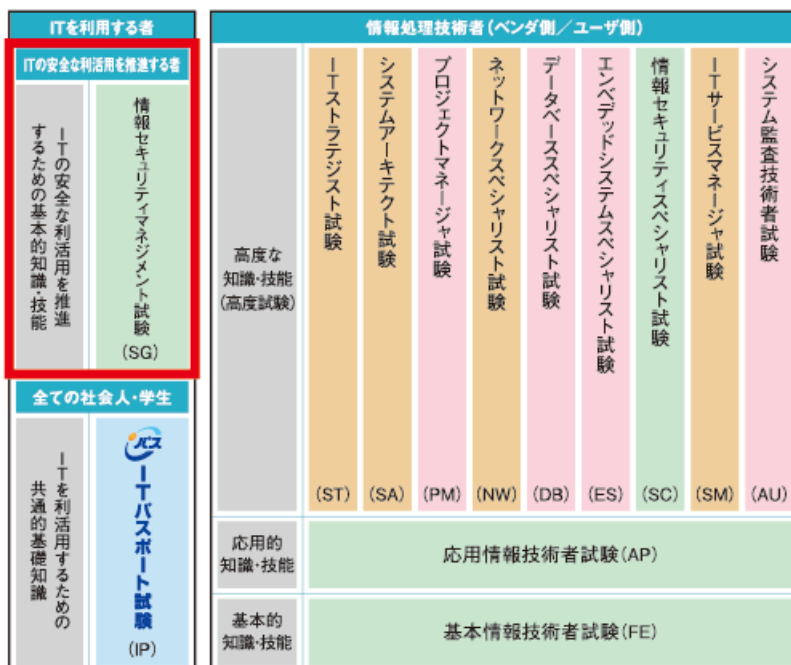 ITを利用する者
ITの安全な利活用を推進する者
ITの安全な利活用を推進
するための基本的知識・技能
情報セキュリティマネジメント試験
(SG)
全ての社会人・学生
ITを利活用するための
共通的基礎知識
iパス
ITパスポート試験
(IP)
情報処理技術者(ベンダ側/ユーザ側)
高度な
知識・技能
(高度試験)
ITストラテジスト試験
(ST)
システムアーキテクト試験
(SA)
プロジェクトマネージャ試験
(PM)
ネットワークスペシャリスト試験
(NW)
データベーススペシャリスト試験
(DB)
エンベデッドシステムスペシャリスト試験
(ES)
情報セキュリティスペシャリスト試験
(SC)
ITサービスマネージャ試験
(SM)
システム監査技術者試験
(AU)
応用的
知識・技能
応用情報技術者試験(AP)
基本的
知識・技能
基本情報技術者試験(FE)